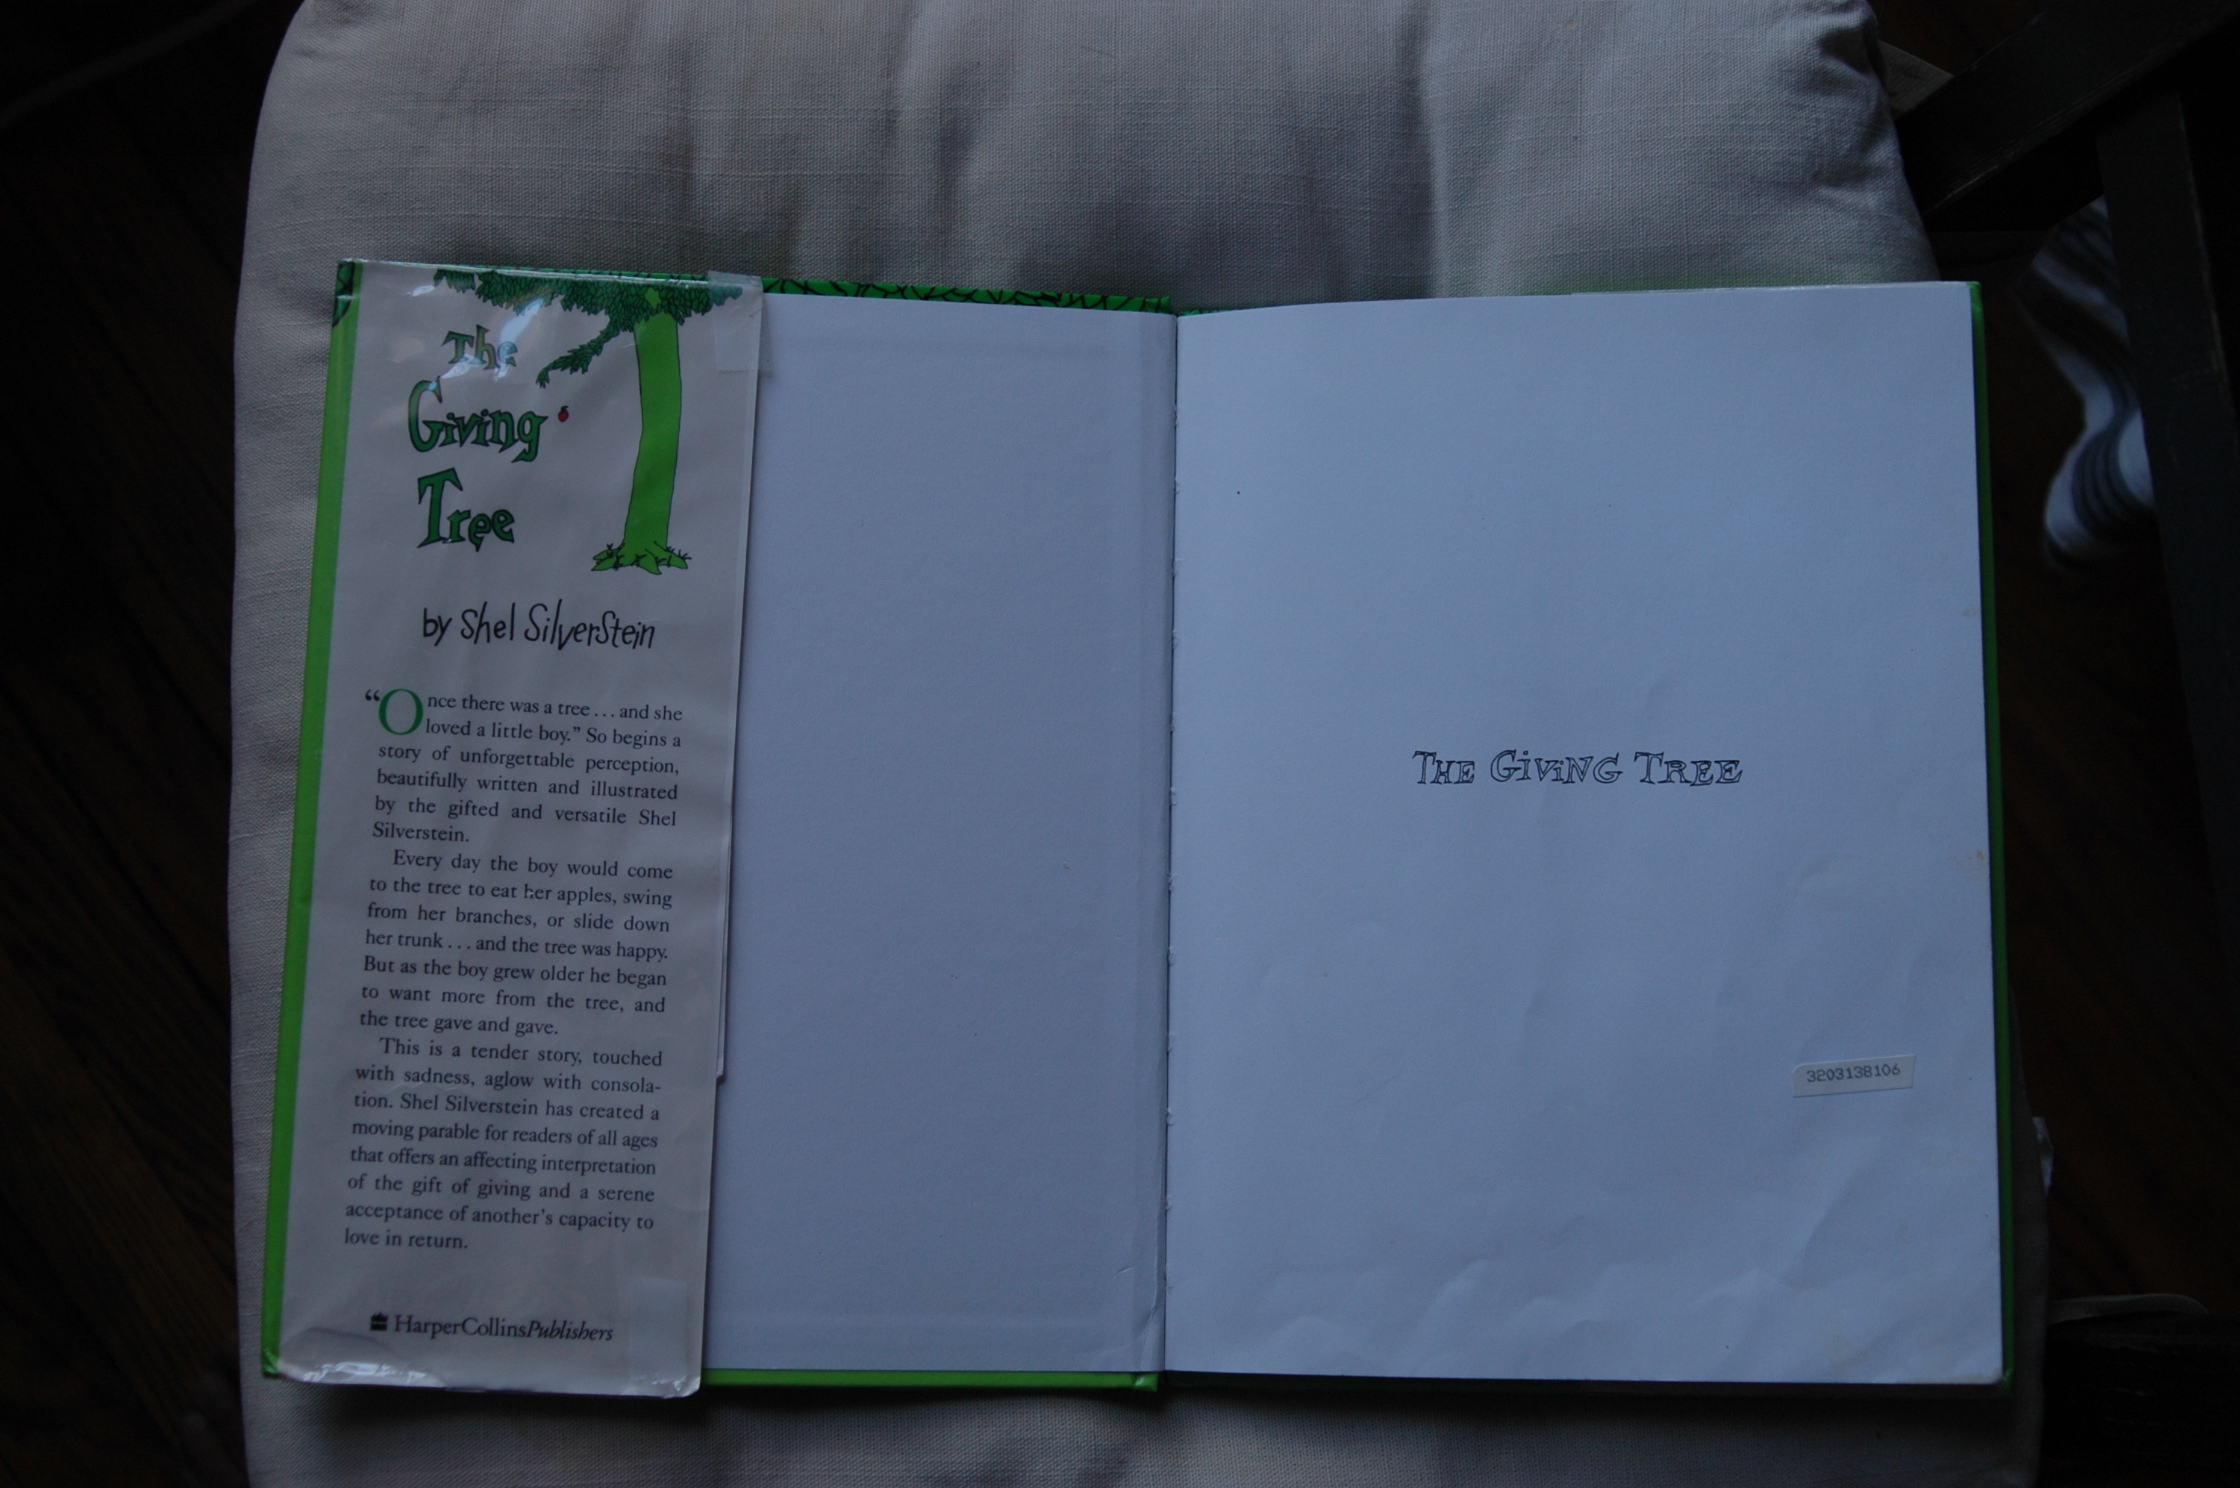 The
Giving
Tree
by Shel Silverstein
“Once there was a tree . . . and she
loved a little boy.” So begins a
story of unforgettable perception,
beautifully written and illustrated
by the gifted and versatile Shel
Silverstein.
Every day the boy would come
to the tree to eat her apples, swing
from her branches, or slide down
her trunk . . . and the tree was happy.
But as the boy grew older he began
to want more from the tree, and
the tree gave and gave.
This is a tender story, touched
with sadness, aglow with consola-
tion. Shel Silverstein has created a
moving parable for readers of all ages
that offers an affecting interpretation
of the gift of giving and a serene
acceptance of another’s capacity to
love in return.
HarperCollinsPublishers
THE GIVING TREE
3203138106